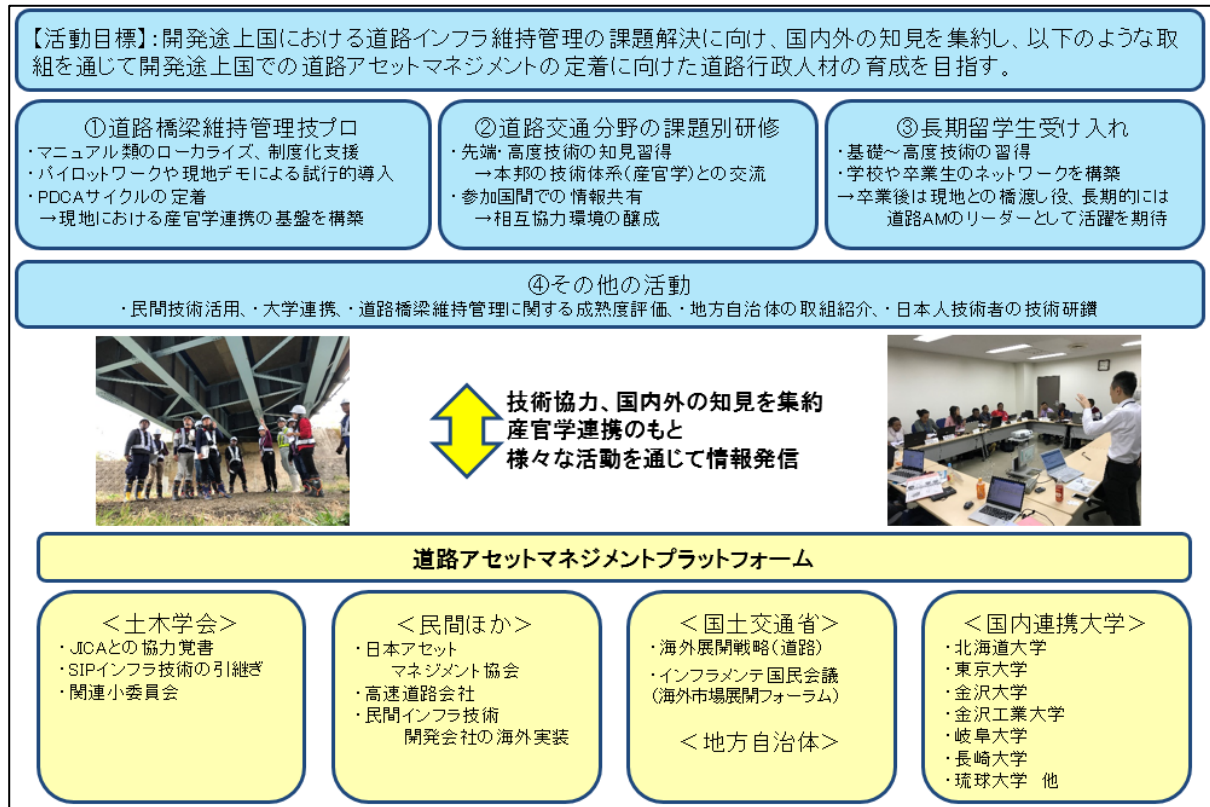 【活動目標】:開発途上国における道路インフラ維持管理の課題解決に向け、国内外の知見を集約し、以下のような取
組を通じて開発途上国での道路アセットマネジメントの定着に向けた道路行政人材の育成を目指す。
①道路橋梁維持管理技プロ
・マニュアル類のローカライズ、制度化支援
・パイロットワークや現地デモによる試行的導入
・PDCAサイクルの定着
→現地における産官学連携の基盤を構築
②道路交通分野の課題別研修
・先端・高度技術の知見習得
→本邦の技術体系(産官学)との交流
・参加国間での情報共有
→相互協力環境の醸成
③長期留学生受け入れ
・基礎～高度技術の習得
・学校や卒業生のネットワークを構築
→卒業後は現地との橋渡し役、長期的には
道路AMのリーダーとして活躍を期待
④その他の活動
・民間技術活用、・大学連携、・道路橋梁維持管理に関する成熟度評価、・地方自治体の取組紹介、・日本人技術者の技術研鑽
技術協力、国内外の知見を集約
産官学連携のもと
様々な活動を通じて情報発信
道路アセットマネジメントプラットフォーム
＜土木学会＞
・JICAとの協力覚書
・SIPインフラ技術の引継ぎ
・関連小委員会
＜民間ほか＞
・日本アセット
マネジメント協会
・高速道路会社
・民間インフラ技術
開発会社の海外実装
＜国土交通省＞
・海外展開戦略(道路)
・インフラメンテ国民会議
(海外市場展開フォーラム)
＜地方自治体＞
＜国内連携大学＞
・北海道大学
・東京大学
・金沢大学
・金沢工業大学
・岐阜大学
・長崎大学
・琉球大学 他